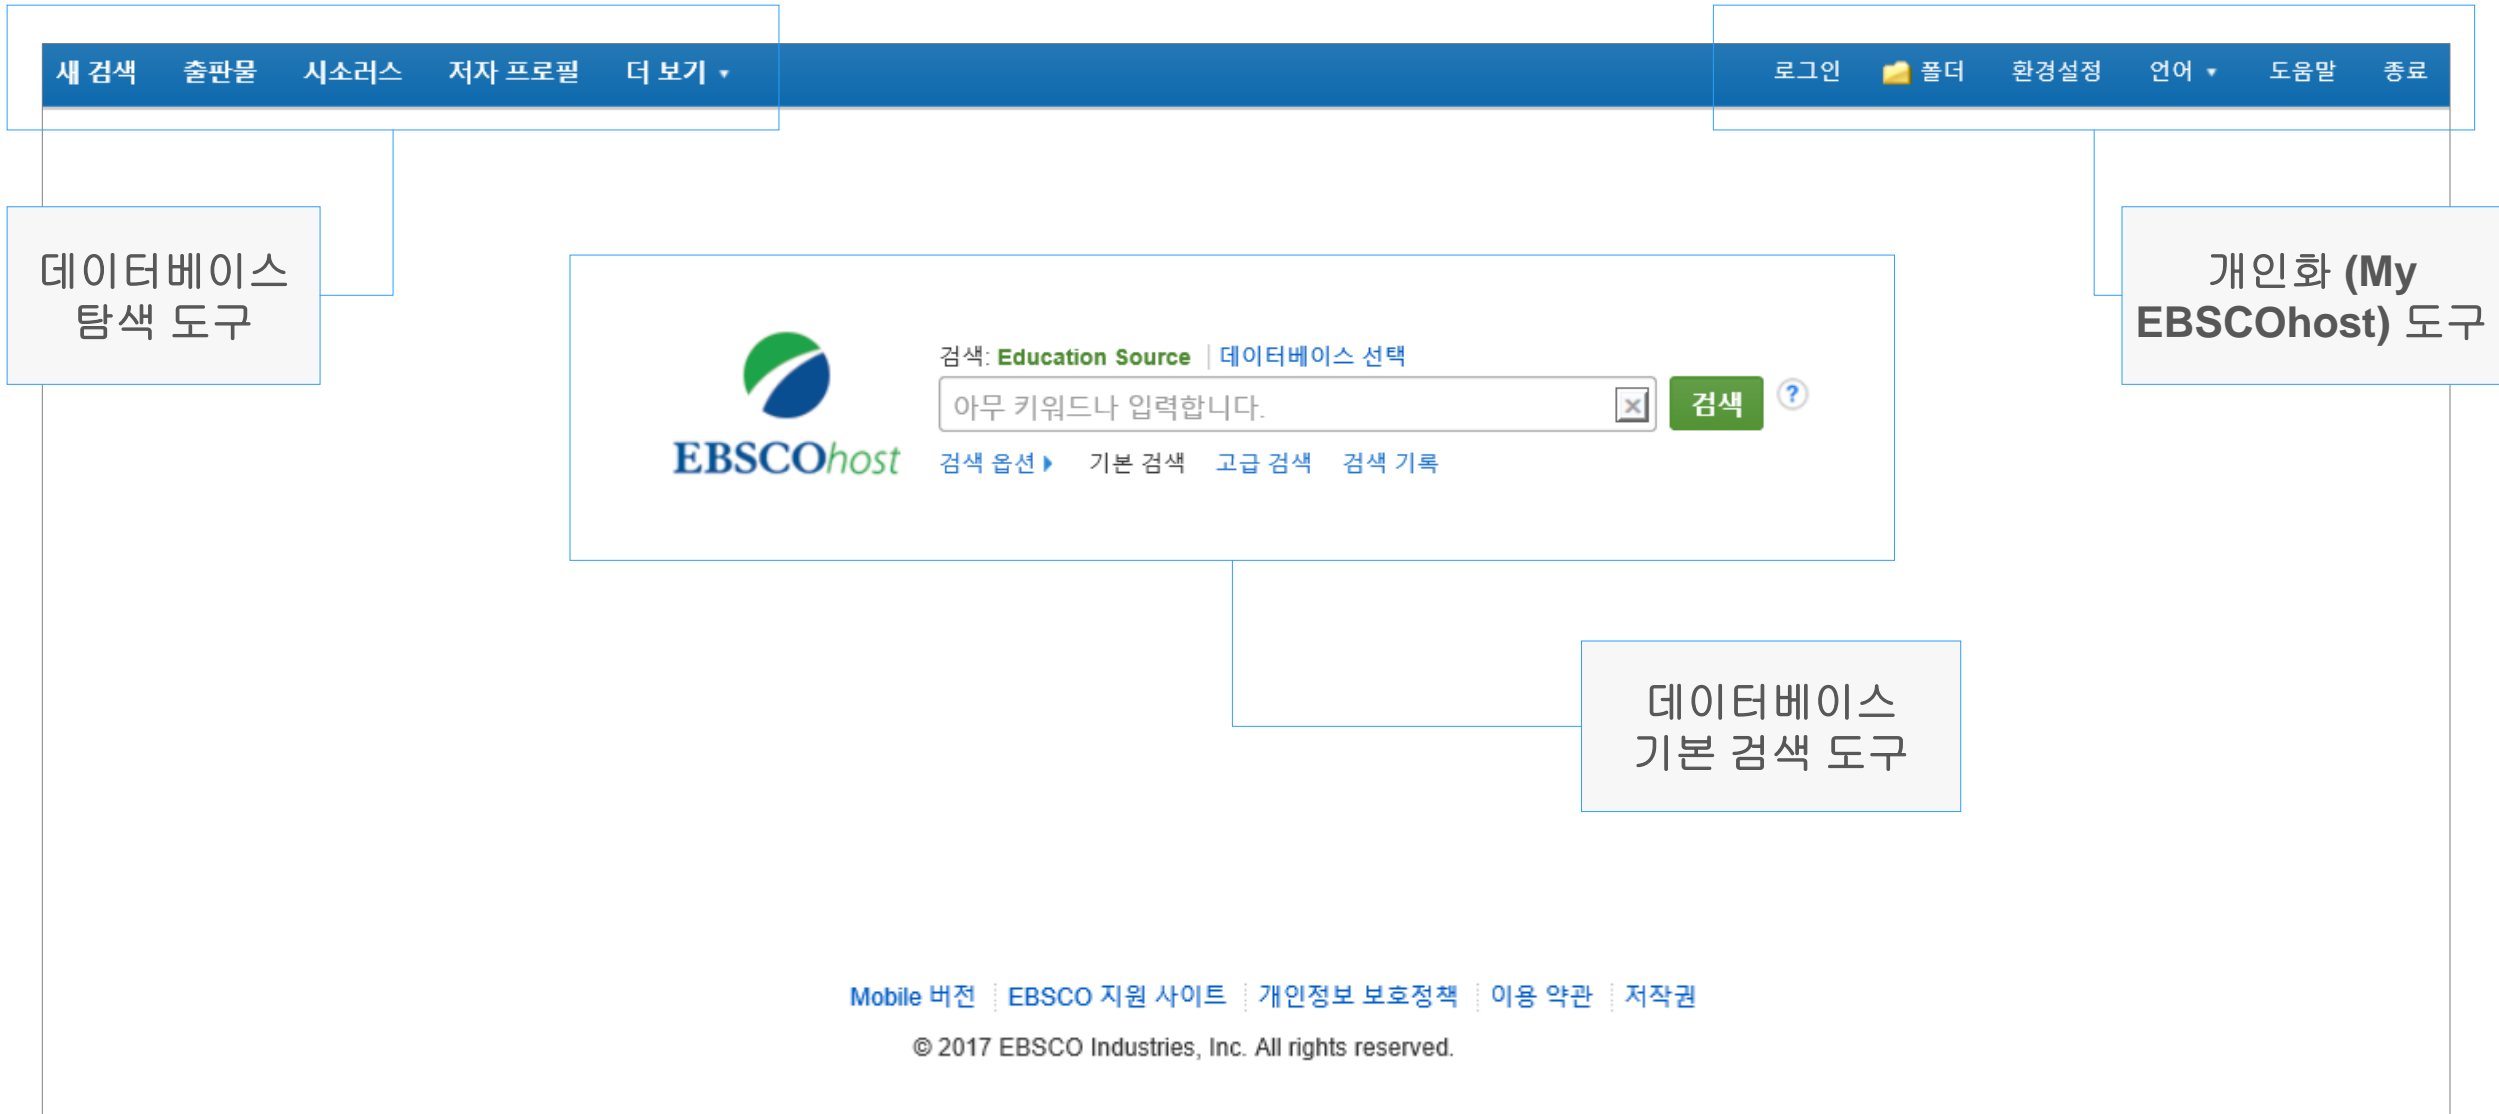 새 검색 출판물 시소러스 저자 프로필 더 보기
로그인 폴더 환경설정 언어 도움말 종료
데이터베이스
탐색 도구
개인화 (My
EBSCOhost) 도구
EBSCOhost
검색: Education Source 데이터베이스 선택
아무 키워드나 입력합니다.
검색
?
검색 옵션 기본 검색 고급 검색 검색 기록
데이터베이스
기본 검색 도구
Mobile 버전 EBSCO 지원 사이트 개인정보 보호정책 이용 약관 저작권
© 2017 EBSCO Industries, Inc. All rights reserved.